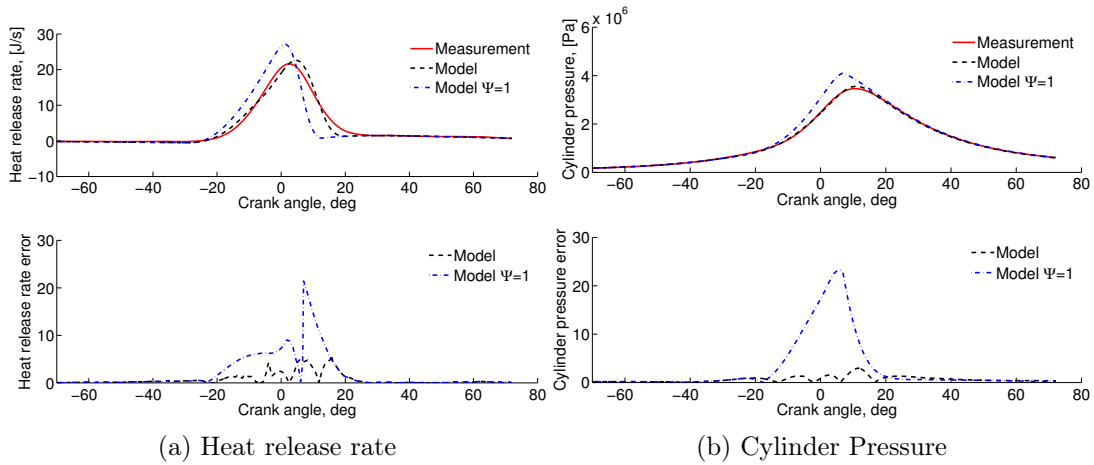 Heat release rate, [J/s]
30
20
10
0
−10
−60 −40 −20 0 20 40 60 80
Crank angle, deg
Measurement
Model
Model Ψ=1
Cylinder pressure, [Pa]
x 10⁶
6
4
2
0
−60 −40 −20 0 20 40 60 80
Crank angle, deg
Measurement
Model
Model Ψ=1
Heat release rate error
30
20
10
0
−60 −40 −20 0 20 40 60 80
Crank angle, deg
Model
Model Ψ=1
Cylinder pressure error
30
20
10
0
−60 −40 −20 0 20 40 60 80
Crank angle, deg
Model
Model Ψ=1
(a) Heat release rate
(b) Cylinder Pressure